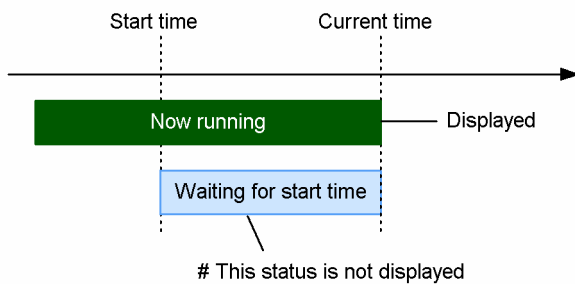 Start time
Current time
Now running
Displayed
Waiting for start time
# This status is not displayed